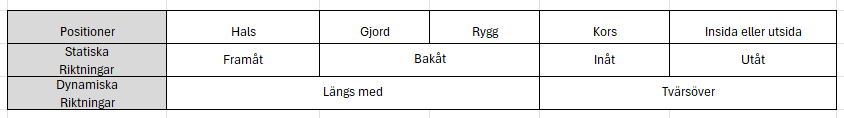 Positioner Hals Gjord Rygg Kors Insida eller utsida
Statiska
Riktningar Framåt Bakåt Inåt Utåt
Dynamiska
Riktningar Längs med Tvärsöver